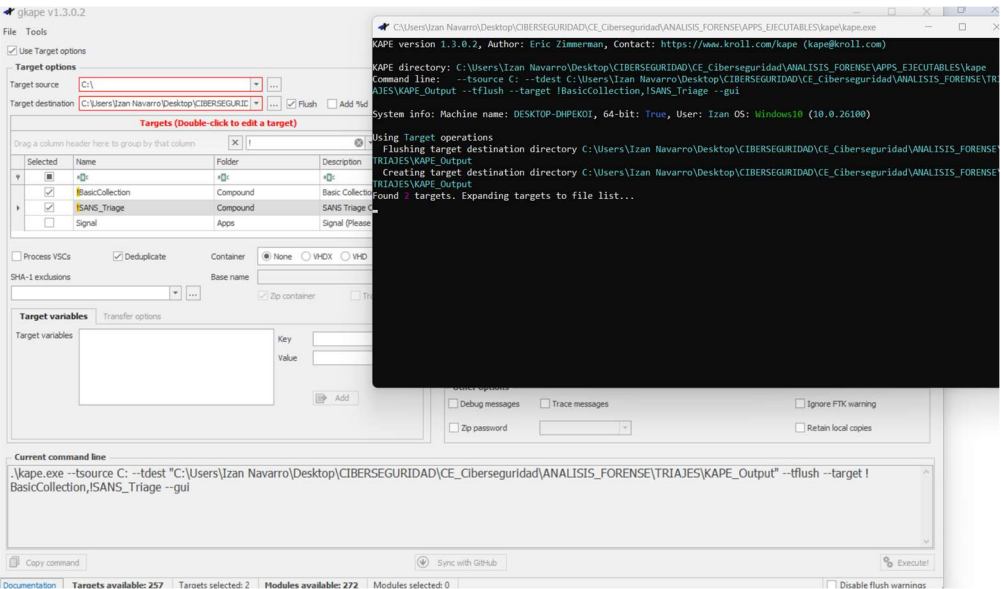 gkape v1.3.0.2
File Tools
Use Target options
Target options
Target source C:\
Target destination C:\Users\Izan Navarro\Desktop\CIBERSEGURIC Flush Add %d
Targets (Double-click to edit a target)
Drag a column header here to group by that column !
Selected Name Folder Description
!BasicCollection Compound Basic Collectio
!SANS_Triage Compound SANS Triage C
Signal Apps Signal (Please
Process VSCs Deduplicate Container None VHDX VHD
SHA-1 exclusions Base name
Zip container
Target variables Transfer options
Target variables
Key
Value
Add
C:\Users\Izan Navarro\Desktop\CIBERSEGURIDAD\CE_Ciberseguridad\ANALISIS_FORENSE\APPS_EJECUTABLES\kape\kape.exe
KAPE version 1.3.0.2, Author: Eric Zimmerman, Contact: https://www.kroll.com/kape (kape@kroll.com)
KAPE directory: C:\Users\Izan Navarro\Desktop\CIBERSEGURIDAD\CE_Ciberseguridad\ANALISIS_FORENSE\APPS_EJECUTABLES\kape
Command line: --tsource C: --tdest C:\Users\Izan Navarro\Desktop\CIBERSEGURIDAD\CE_Ciberseguridad\ANALISIS_FORENSE\TRI
AJES\KAPE_Output --tflush --target !BasicCollection,!SANS_Triage --gui
System info: Machine name: DESKTOP-DHPEKOI, 64-bit: True, User: Izan OS: Windows10 (10.0.26100)
Using Target operations
Flushing target destination directory C:\Users\Izan Navarro\Desktop\CIBERSEGURIDAD\CE_Ciberseguridad\ANALISIS_FORENSE\
TRIAJES\KAPE_Output
Creating target destination directory C:\Users\Izan Navarro\Desktop\CIBERSEGURIDAD\CE_Ciberseguridad\ANALISIS_FORENSE\
TRIAJES\KAPE_Output
Found 2 targets. Expanding targets to file list...
Other options
Debug messages Trace messages Ignore FTK warning
Zip password Retain local copies
Current command line
.\kape.exe --tsource C: --tdest "C:\Users\Izan Navarro\Desktop\CIBERSEGURIDAD\CE_Ciberseguridad\ANALISIS_FORENSE\TRIAJES\KAPE_Output" --tflush --target !
BasicCollection,!SANS_Triage --gui
Copy command Sync with GitHub Execute!
Documentation Targets available: 257 Targets selected: 2 Modules available: 272 Modules selected: 0 Disable flush warnings